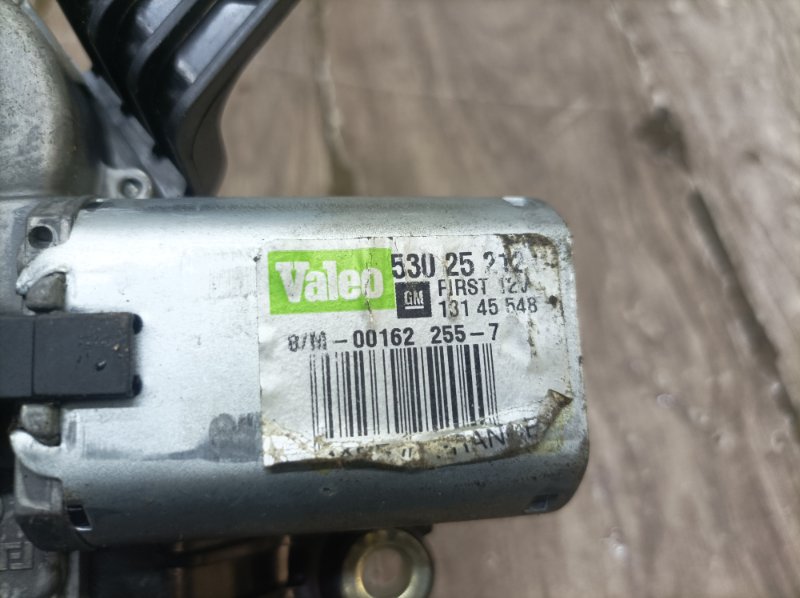 Valeo
530 25 212
GM
FIRST 12V
131 45 548
8/M-00162 255-7